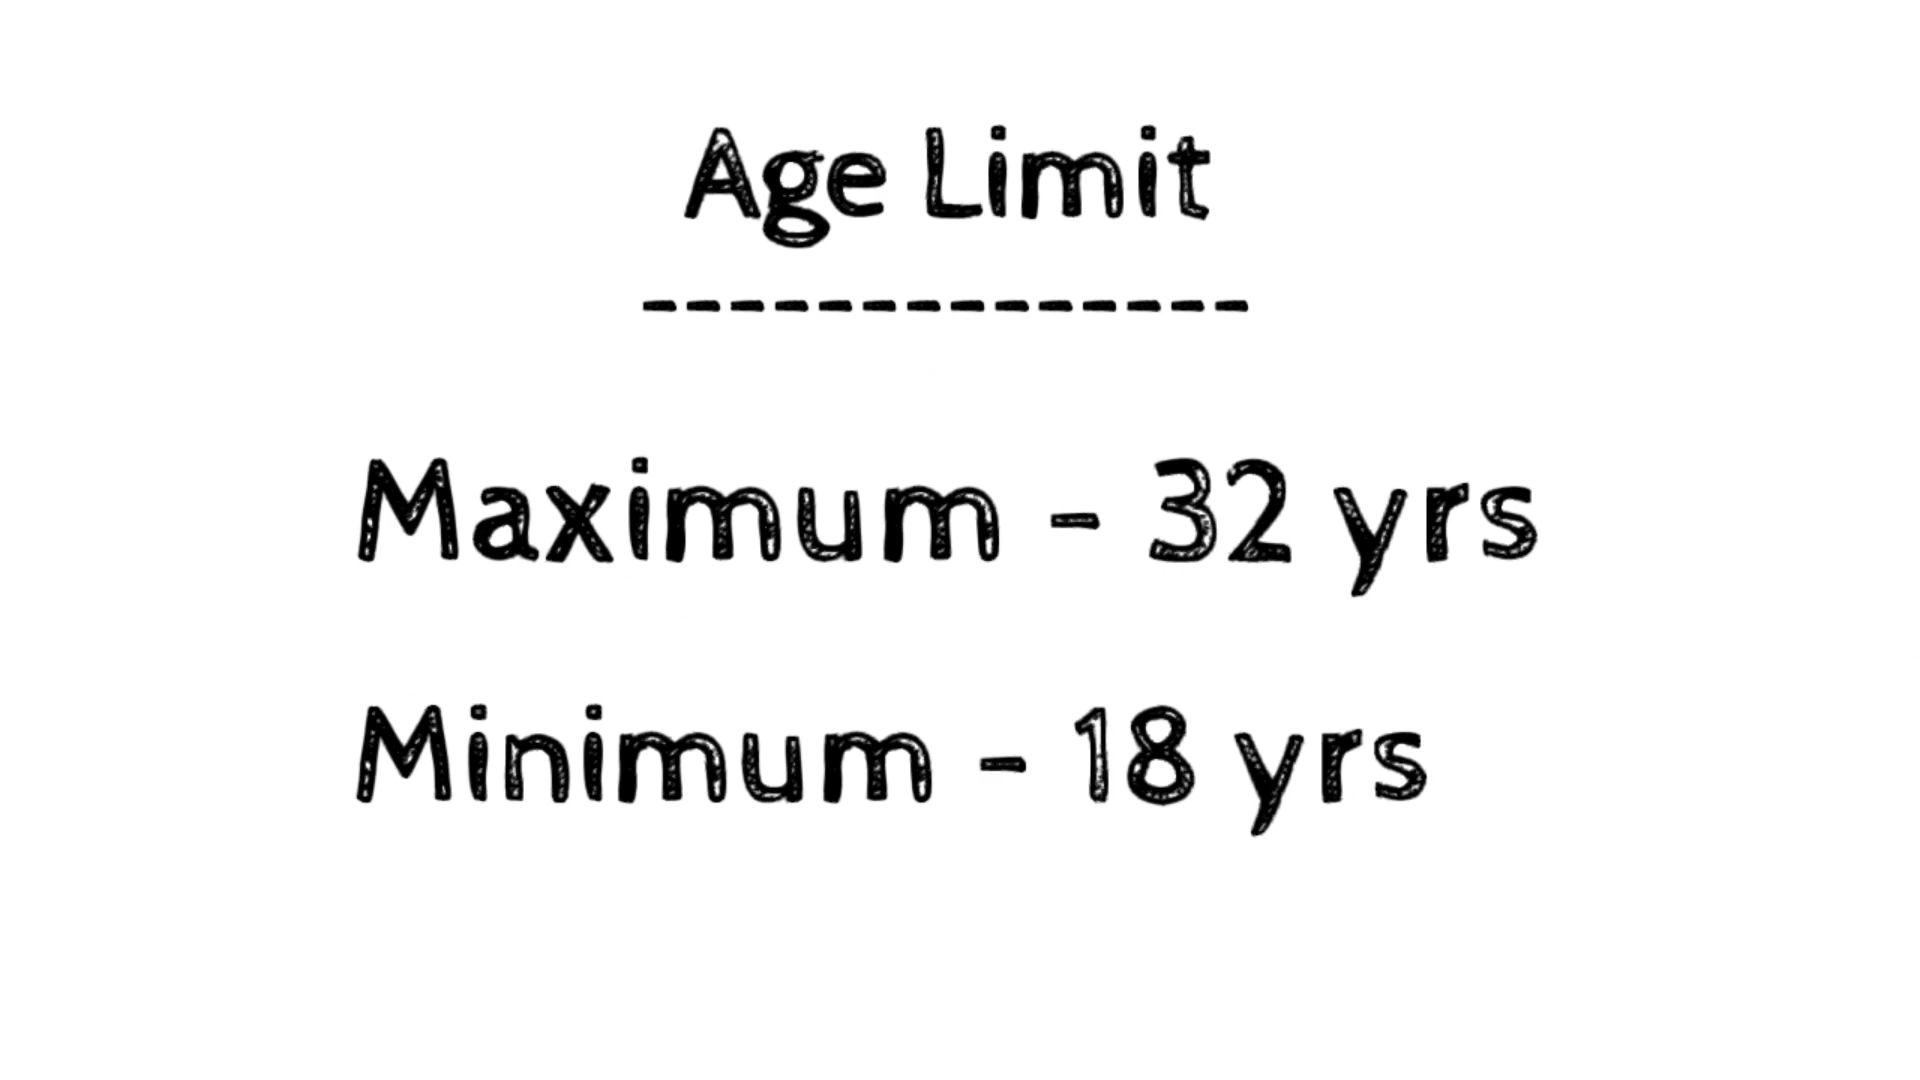 Age Limit
--------------
Maximum - 32 yrs
Minimum - 18 yrs